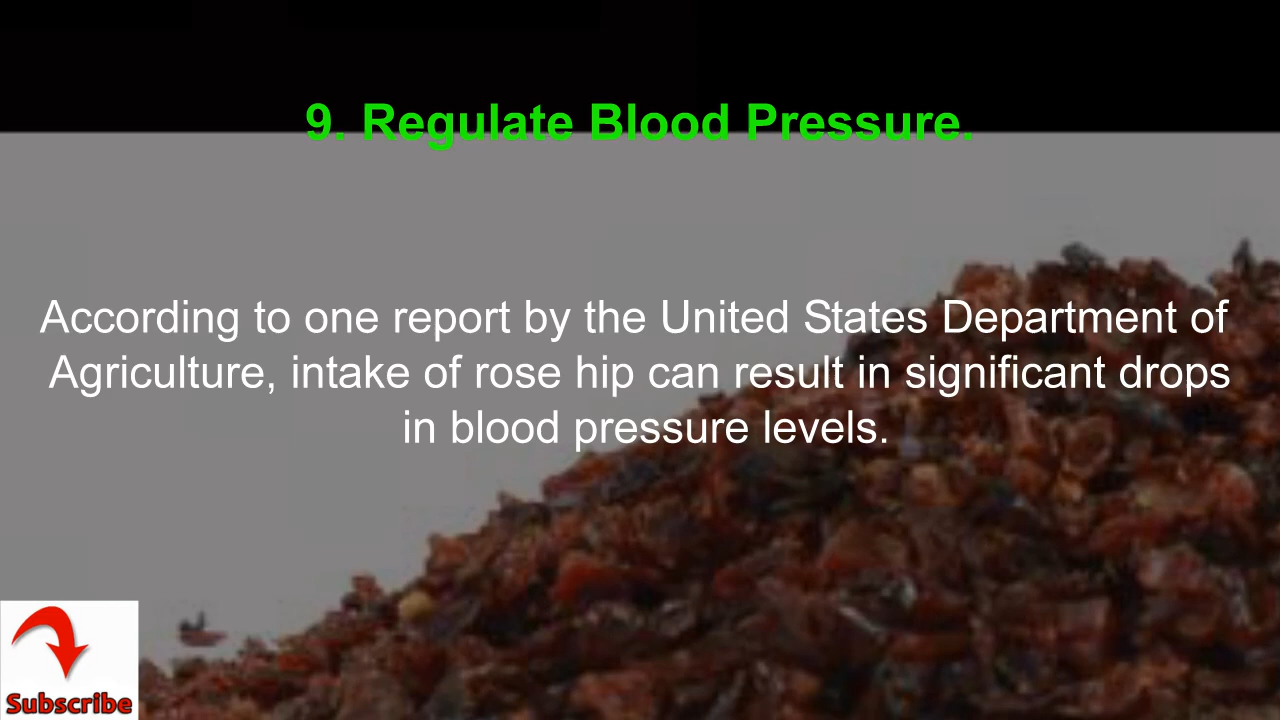 9. Regulate Blood Pressure.
According to one report by the United States Department of
Agriculture, intake of rose hip can result in significant drops
in blood pressure levels.
Subscribe